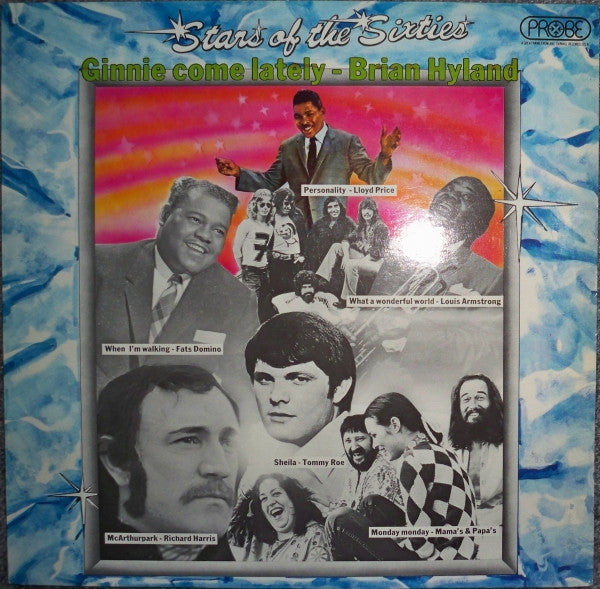 Stars of the Sixties
PROBE
Ginnie come lately - Brian Hyland
Personality - Lloyd Price
What a wonderful world - Louis Armstrong
When I'm walking - Fats Domino
Sheila - Tommy Roe
McArthurpark - Richard Harris
Monday monday - Mama's & Papa's